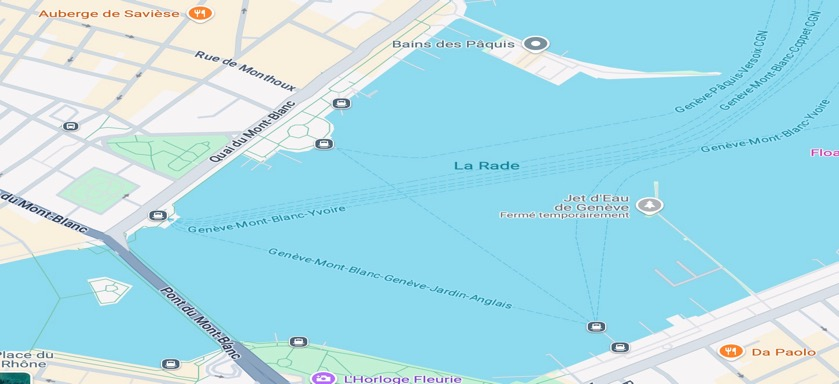 Auberge de Savièse
Bains des Pâquis
Rue de Monthoux
Genève-Pâquis-Versoix CGN
Genève-Mont-Blanc-Coppet CGN
Quai du Mont-Blanc
Genève-Mont-Blanc-Yvoire
La Rade
Floa
Jet d'Eau
de Genève
Fermé temporairement
du Mont-Blanc
Genève-Mont-Blanc-Yvoire
Genève-Mont-Blanc-Genève-Jardin-Anglais
Pont du Mont-Blanc
Place du
Rhône
Da Paolo
L'Horloge Fleurie